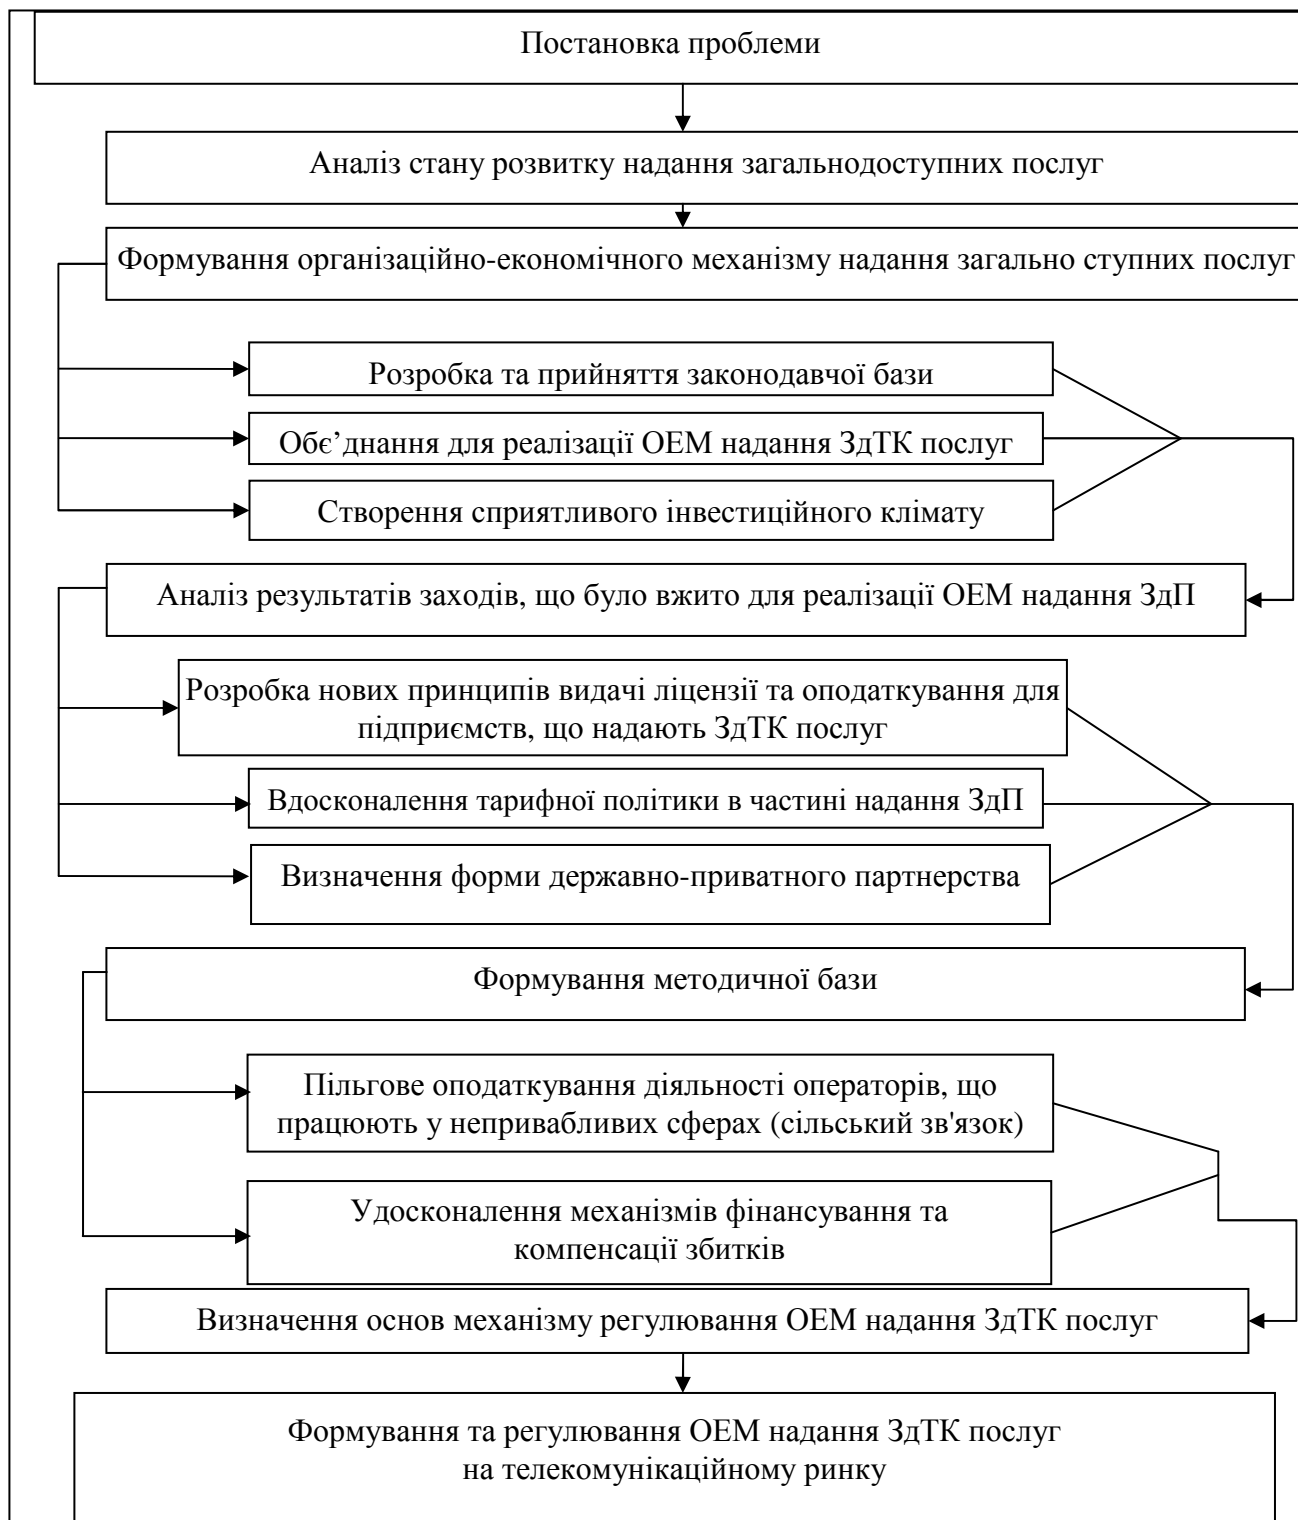 Постановка проблеми
Аналіз стану розвитку надання загальнодоступних послуг
Формування організаційно-економічного механізму надання загально ступних послуг
Розробка та прийняття законодавчої бази
Обє’днання для реалізації ОЕМ надання ЗдТК послуг
Створення сприятливого інвестиційного клімату
Аналіз результатів заходів, що було вжито для реалізації ОЕМ надання ЗдП
Розробка нових принципів видачі ліцензії та оподаткування для
підприємств, що надають ЗдТК послуг
Вдосконалення тарифної політики в частині надання ЗдП
Визначення форми державно-приватного партнерства
Формування методичної бази
Пільгове оподаткування діяльності операторів, що
працюють у непривабливих сферах (сільський зв'язок)
Удосконалення механізмів фінансування та
компенсації збитків
Визначення основ механізму регулювання ОЕМ надання ЗдТК послуг
Формування та регулювання ОЕМ надання ЗдТК послуг
на телекомунікаційному ринку